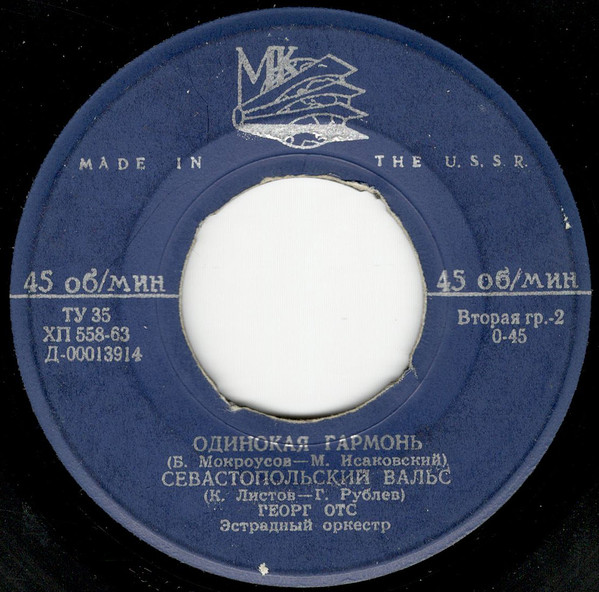 МК
MADE IN THE U.S.S.R.
45 об/мин 45 об/мин
ТУ 35
ХП 558-63
Д-00013914
Вторая гр.-2
0-45
ОДИНОКАЯ ГАРМОНЬ
(Б. Мокроусов—М. Исаковский)
СЕВАСТОПОЛЬСКИЙ ВАЛЬС
(К. Листов—Г. Рублев)
ГЕОРГ ОТС
Эстрадный оркестр